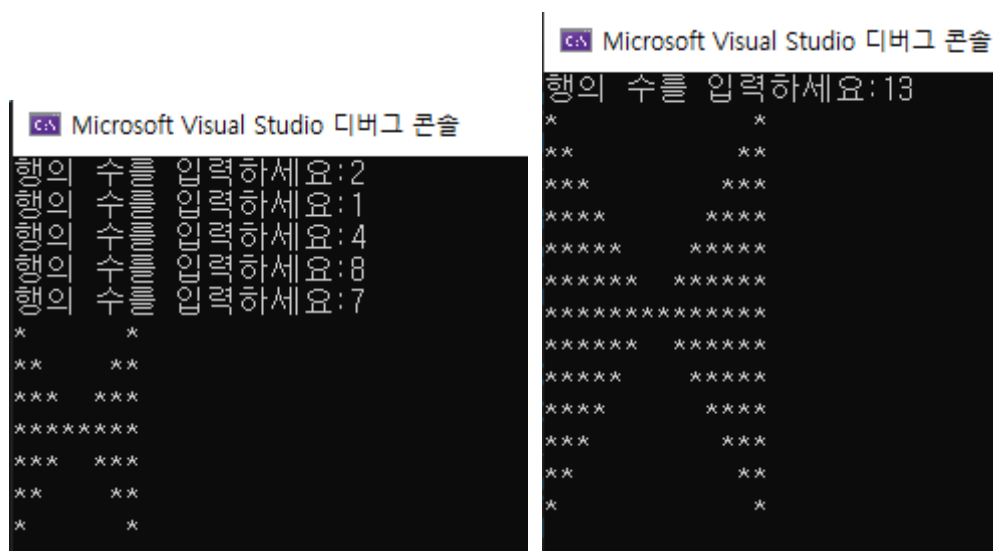 Microsoft Visual Studio 디버그 콘솔
행의 수를 입력하세요:2
행의 수를 입력하세요:1
행의 수를 입력하세요:4
행의 수를 입력하세요:8
행의 수를 입력하세요:7
*      *
**    **
***  ***
********
***  ***
**    **
*      *
Microsoft Visual Studio 디버그 콘솔
행의 수를 입력하세요:13
*            *
**          **
***        ***
****      ****
*****    *****
******  ******
**************
******  ******
*****    *****
****      ****
***        ***
**          **
*            *